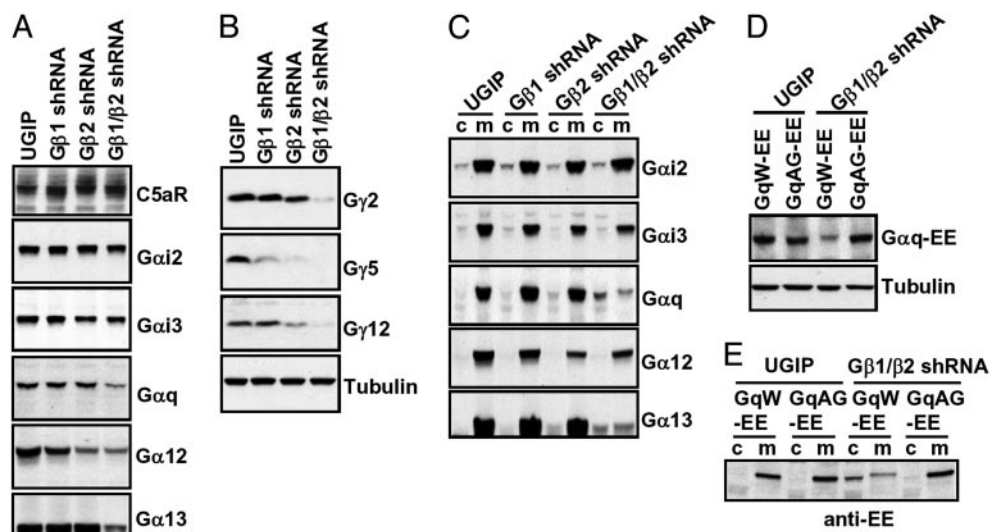 A
UGIP
Gβ1 shRNA
Gβ2 shRNA
Gβ1/β2 shRNA
C5aR
Gαi2
Gαi3
Gαq
Gα12
Gα13
B
UGIP
Gβ1 shRNA
Gβ2 shRNA
Gβ1/β2 shRNA
Gγ2
Gγ5
Gγ12
Tubulin
C
UGIP
Gβ1 shRNA
Gβ2 shRNA
Gβ1/β2 shRNA
c m c m c m c m
Gαi2
Gαi3
Gαq
Gα12
Gα13
D
UGIP
Gβ1/β2 shRNA
GqW-EE
GqAG-EE
GqW-EE
GqAG-EE
Gαq-EE
Tubulin
E
UGIP Gβ1/β2 shRNA
GqW GqAG GqW GqAG
-EE -EE -EE -EE
c m c m c m c m
anti-EE